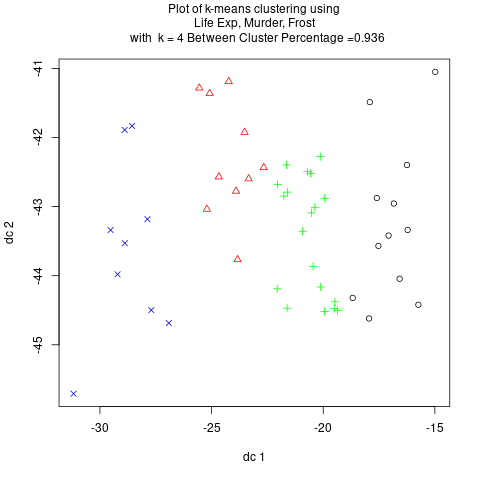 Plot of k-means clustering using
Life Exp, Murder, Frost
with k = 4 Between Cluster Percentage =0.936
-41
-42
-43
-44
-45
dc 2
-30
-25
-20
-15
dc 1